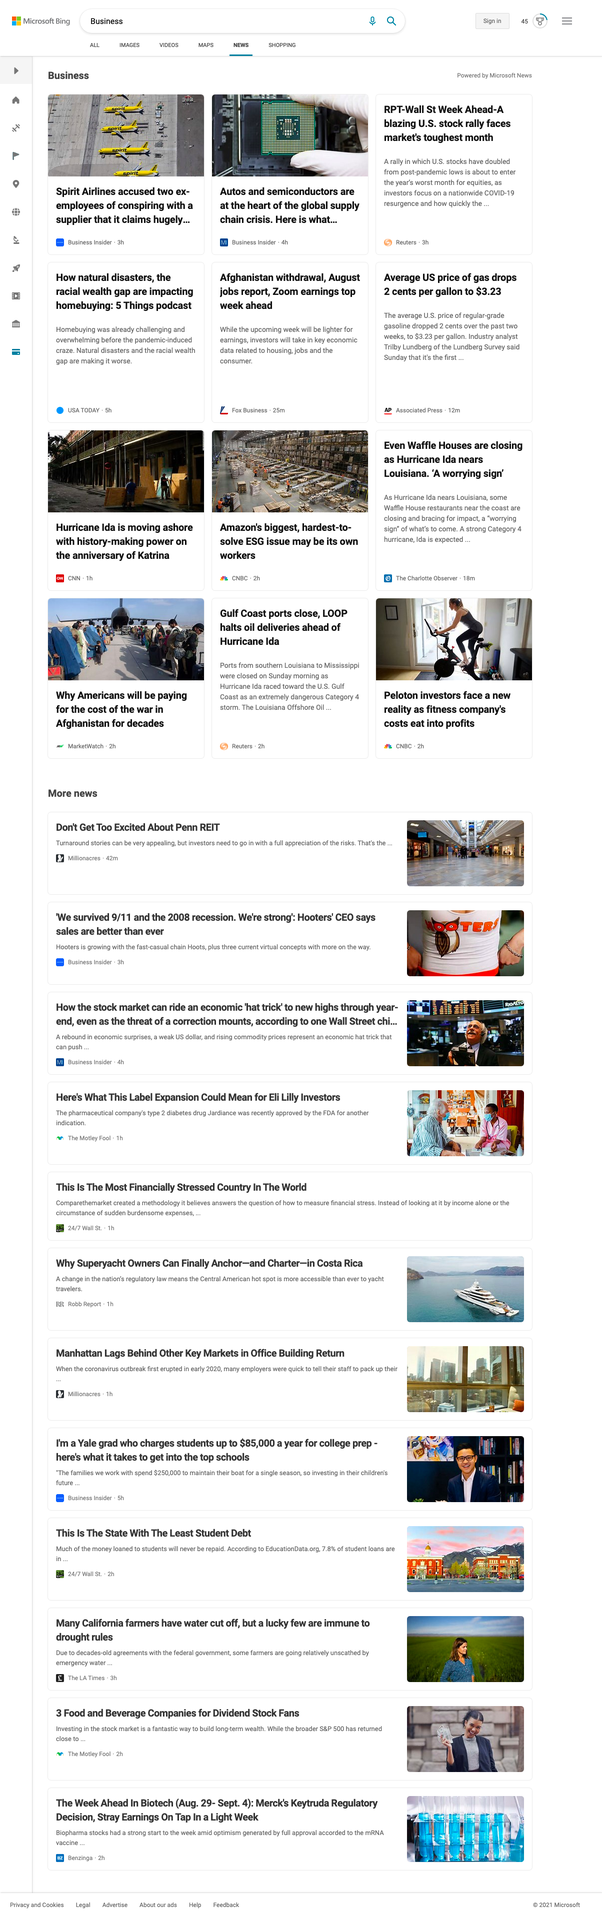 Microsoft Bing
Business
Sign in
45
ALL
IMAGES
VIDEOS
MAPS
NEWS
SHOPPING
Business
Powered by Microsoft News
Spirit Airlines accused two ex-
employees of conspiring with a
supplier that it claims hugely...
Business Insider · 3h
Autos and semiconductors are
at the heart of the global supply
chain crisis. Here is what...
Business Insider · 4h
RPT-Wall St Week Ahead-A
blazing U.S. stock rally faces
market's toughest month
A rally in which U.S. stocks have doubled
from post-pandemic lows is about to enter
the year's worst month for equities, as
investors focus on a nationwide COVID-19
resurgence and how quickly the ...
Reuters · 3h
How natural disasters, the
racial wealth gap are impacting
homebuying: 5 Things podcast
Homebuying was already challenging and
overwhelming before the pandemic-induced
craze. Natural disasters and the racial wealth
gap are making it worse.
USA TODAY · 5h
Afghanistan withdrawal, August
jobs report, Zoom earnings top
week ahead
While the upcoming week will be lighter for
earnings, investors will take in key economic
data related to housing, jobs and the
consumer.
Fox Business · 25m
Average US price of gas drops
2 cents per gallon to $3.23
The average U.S. price of regular-grade
gasoline dropped 2 cents over the past two
weeks, to $3.23 per gallon. Industry analyst
Trilby Lundberg of the Lundberg Survey said
Sunday that it's the first ...
AP Associated Press · 12m
Hurricane Ida is moving ashore
with history-making power on
the anniversary of Katrina
CNN · 1h
Amazon's biggest, hardest-to-
solve ESG issue may be its own
workers
CNBC · 2h
Even Waffle Houses are closing
as Hurricane Ida nears
Louisiana. 'A worrying sign'
As Hurricane Ida nears Louisiana, some
Waffle House restaurants near the coast are
closing and bracing for impact, a "worrying
sign" of what's to come. A strong Category 4
hurricane, Ida is expected ...
The Charlotte Observer · 18m
Why Americans will be paying
for the cost of the war in
Afghanistan for decades
MarketWatch · 2h
Gulf Coast ports close, LOOP
halts oil deliveries ahead of
Hurricane Ida
Ports from southern Louisiana to Mississippi
were closed on Sunday morning as
Hurricane Ida raced toward the U.S. Gulf
Coast as an extremely dangerous Category 4
storm. The Louisiana Offshore Oil ...
Reuters · 2h
Peloton investors face a new
reality as fitness company's
costs eat into profits
CNBC · 2h
More news
Don't Get Too Excited About Penn REIT
Turnaround stories can be very appealing, but investors need to go in with a full appreciation of the risks. That's the ...
Millionacres · 42m
'We survived 9/11 and the 2008 recession. We're strong': Hooters' CEO says
sales are better than ever
Hooters is growing with the fast-casual chain Hoots, plus three current virtual concepts with more on the way.
Business Insider · 3h
HOOTERS
How the stock market can ride an economic 'hat trick' to new highs through year-
end, even as the threat of a correction mounts, according to one Wall Street chi...
A rebound in economic surprises, a weak US dollar, and rising commodity prices represent an economic hat trick that
can push ...
Business Insider · 4h
Here's What This Label Expansion Could Mean for Eli Lilly Investors
The pharmaceutical company's type 2 diabetes drug Jardiance was recently approved by the FDA for another
indication.
The Motley Fool · 1h
This Is The Most Financially Stressed Country In The World
Comparethemarket created a methodology it believes answers the question of how to measure financial stress. Instead of looking at it by income alone or the
circumstance of sudden burdensome expenses, ...
24/7 Wall St. · 1h
Why Superyacht Owners Can Finally Anchor—and Charter—in Costa Rica
A change in the nation's regulatory law means the Central American hot spot is more accessible than ever to yacht
travelers.
Robb Report · 1h
Manhattan Lags Behind Other Key Markets in Office Building Return
When the coronavirus outbreak first erupted in early 2020, many employers were quick to tell their staff to pack up their
...
Millionacres · 1h
I'm a Yale grad who charges students up to $85,000 a year for college prep -
here's what it takes to get into the top schools
"The families we work with spend $250,000 to maintain their boat for a single season, so investing in their children's
future ...
Business Insider · 5h
This Is The State With The Least Student Debt
Much of the money loaned to students will never be repaid. According to EducationData.org, 7.8% of student loans are
in ...
24/7 Wall St. · 2h
Many California farmers have water cut off, but a lucky few are immune to
drought rules
Due to decades-old agreements with the federal government, some farmers are going relatively unscathed by
emergency water ...
The LA Times · 3h
3 Food and Beverage Companies for Dividend Stock Fans
Investing in the stock market is a fantastic way to build long-term wealth. While the broader S&P 500 has returned
close to ...
The Motley Fool · 2h
The Week Ahead In Biotech (Aug. 29- Sept. 4): Merck's Keytruda Regulatory
Decision, Stray Earnings On Tap In a Light Week
Biopharma stocks had a strong start to the week amid optimism generated by full approval accorded to the mRNA
vaccine ...
Benzinga · 2h
Privacy and Cookies
Legal
Advertise
About our ads
Help
Feedback
© 2021 Microsoft